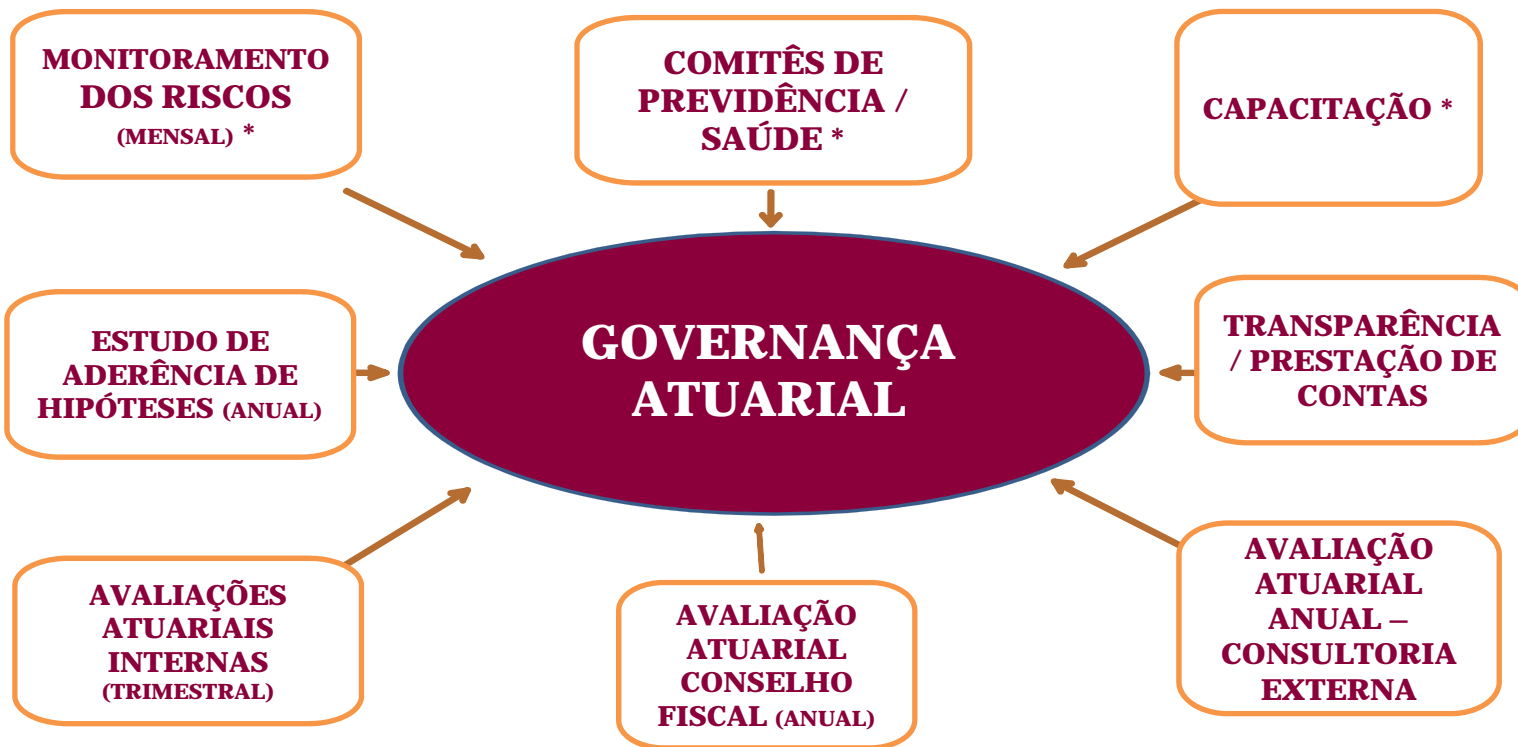 MONITORAMENTO
DOS RISCOS
(MENSAL) *
COMITÊS DE
PREVIDÊNCIA /
SAÚDE *
CAPACITAÇÃO *
ESTUDO DE
ADERÊNCIA DE
HIPÓTESES (ANUAL)
GOVERNANÇA
ATUARIAL
TRANSPARÊNCIA
/ PRESTAÇÃO DE
CONTAS
AVALIAÇÕES
ATUARIAIS
INTERNAS
(TRIMESTRAL)
AVALIAÇÃO
ATUARIAL
CONSELHO
FISCAL (ANUAL)
AVALIAÇÃO
ATUARIAL
ANUAL –
CONSULTORIA
EXTERNA